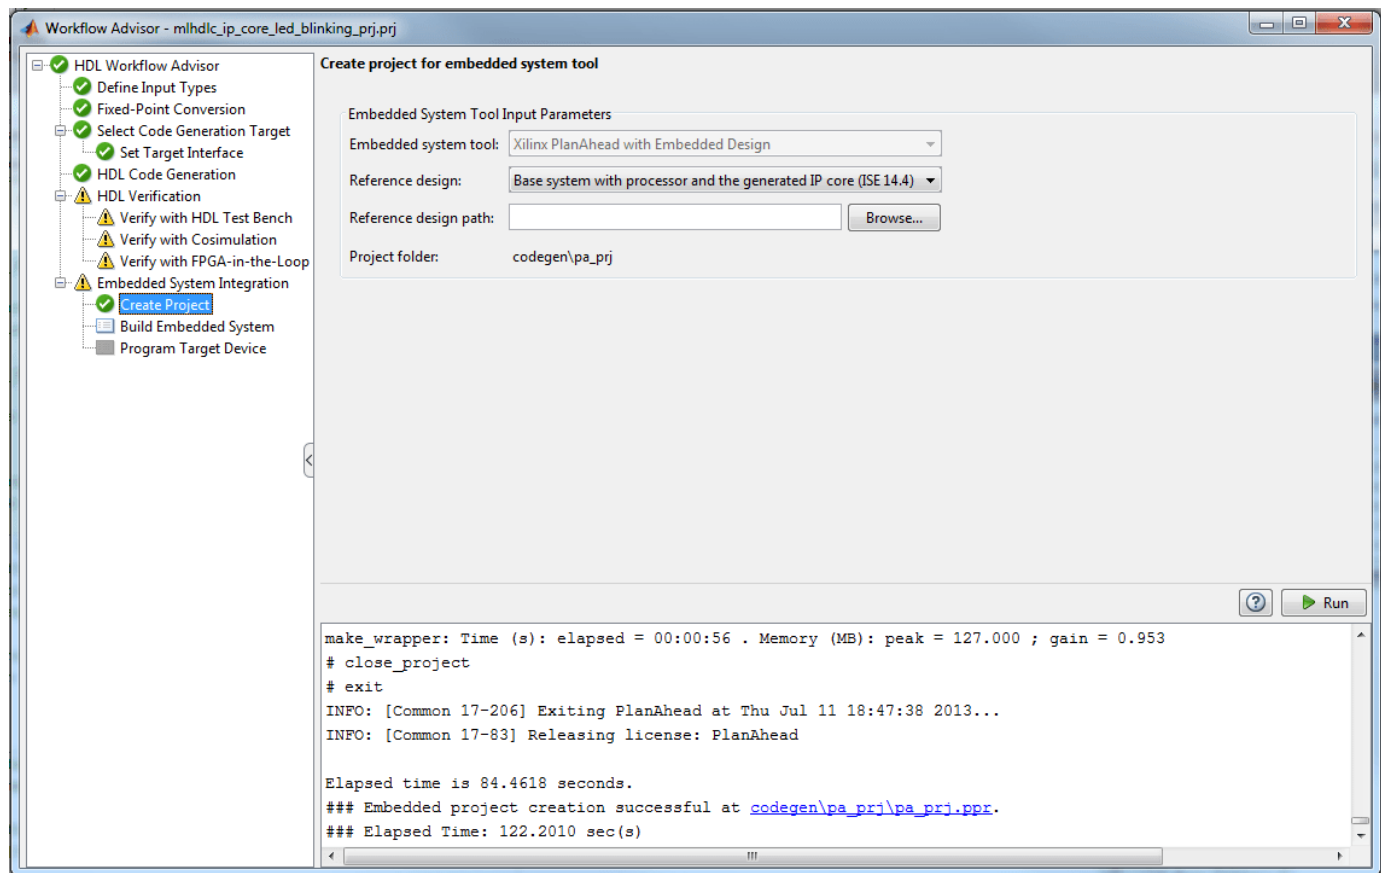 Workflow Advisor - mlhdlc_ip_core_led_blinking_prj.prj
HDL Workflow Advisor
Define Input Types
Fixed-Point Conversion
Select Code Generation Target
Set Target Interface
HDL Code Generation
HDL Verification
Verify with HDL Test Bench
Verify with Cosimulation
Verify with FPGA-in-the-Loop
Embedded System Integration
Create Project
Build Embedded System
Program Target Device
Create project for embedded system tool
Embedded System Tool Input Parameters
Embedded system tool: Xilinx PlanAhead with Embedded Design
Reference design: Base system with processor and the generated IP core (ISE 14.4)
Reference design path: Browse...
Project folder: codegen\pa_prj
Run
make_wrapper: Time (s): elapsed = 00:00:56 . Memory (MB): peak = 127.000 ; gain = 0.953
# close_project
# exit
INFO: [Common 17-206] Exiting PlanAhead at Thu Jul 11 18:47:38 2013...
INFO: [Common 17-83] Releasing license: PlanAhead
Elapsed time is 84.4618 seconds.
### Embedded project creation successful at codegen\pa_prj\pa_prj.ppr.
### Elapsed Time: 122.2010 sec(s)